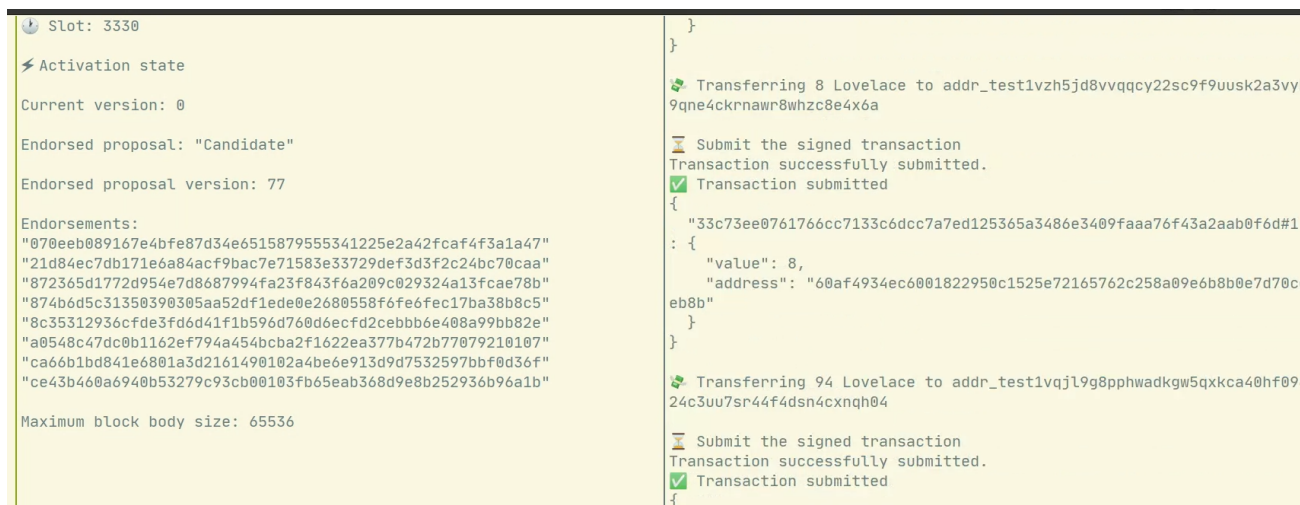 🕐 Slot: 3330
⚡ Activation state
Current version: 0
Endorsed proposal: "Candidate"
Endorsed proposal version: 77
Endorsements:
"070eeb089167e4bfe87d34e6515879555341225e2a42fcaf4f3a1a47"
"21d84ec7db171e6a84acf9bac7e71583e33729def3d3f2c24bc70caa"
"872365d1772d954e7d8687994fa23f843f6a209c029324a13fcae78b"
"874b6d5c31350390305aa52df1ede0e2680558f6fe6fec17ba38b8c5"
"8c35312936cfde3fd6d41f1b596d760d6ecfd2cebbb6e408a99bb82e"
"a0548c47dc0b1162ef794a454bcba2f1622ea377b472b77079210107"
"ca66b1bd841e6801a3d2161490102a4be6e913d9d7532597bbf0d36f"
"ce43b460a6940b53279c93cb00103fb65eab368d9e8b252936b96a1b"
Maximum block body size: 65536
}
}
💸 Transferring 8 Lovelace to addr_test1vzh5jd8vvqqcy22sc9f9uusk2a3vy
9qne4ckrnawr8whzc8e4x6a
⏳ Submit the signed transaction
Transaction successfully submitted.
✅ Transaction submitted
{
"33c73ee0761766cc7133c6dcc7a7ed125365a3486e3409faaa76f43a2aab0f6d#1
: {
"value": 8,
"address": "60af4934ec6001822950c1525e72165762c258a09e6b8b0e7d70c
eb8b"
}
}
💸 Transferring 94 Lovelace to addr_test1vqjl9g8pphwadkgw5qxkca40hf09
24c3uu7sr44f4dsn4cxnqh04
⏳ Submit the signed transaction
Transaction successfully submitted.
✅ Transaction submitted
{